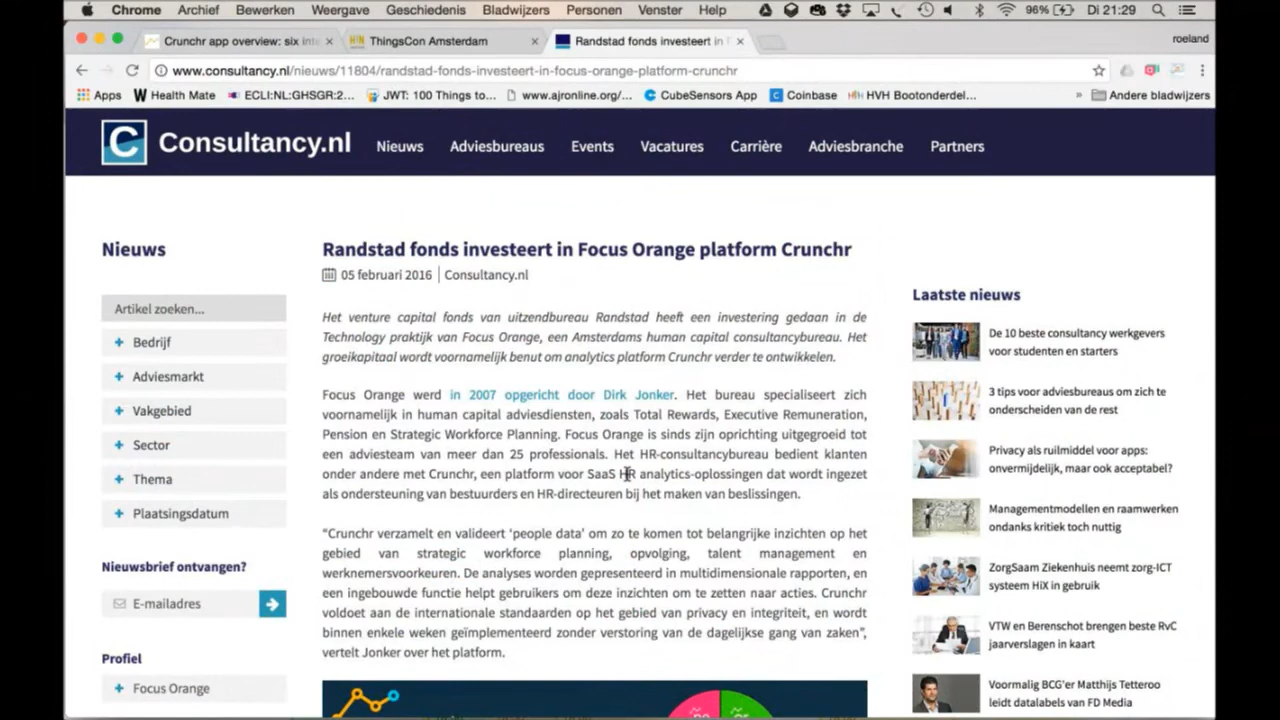 Chrome Archief Bewerken Weergave Geschiedenis Bladwijzers Personen Venster Help 96% Di 21:29
Crunchr app overview: six inte × ThingsCon Amsterdam × Randstad fonds investeert in × roeland
www.consultancy.nl/nieuws/11804/randstad-fonds-investeert-in-focus-orange-platform-crunchr
Apps Health Mate ECLI:NL:GHSGR:2... JWT: 100 Things to... www.ajronline.org/... CubeSensors App Coinbase HVH Bootonderdel... » Andere bladwijzers
C Consultancy.nl Nieuws Adviesbureaus Events Vacatures Carrière Adviesbranche Partners
Nieuws
Artikel zoeken...
+ Bedrijf
+ Adviesmarkt
+ Vakgebied
+ Sector
+ Thema
+ Plaatsingsdatum
Nieuwsbrief ontvangen?
E-mailadres
Profiel
+ Focus Orange
Randstad fonds investeert in Focus Orange platform Crunchr
05 februari 2016 | Consultancy.nl
Het venture capital fonds van uitzendbureau Randstad heeft een investering gedaan in de
Technology praktijk van Focus Orange, een Amsterdams human capital consultancybureau. Het
groeikapitaal wordt voornamelijk benut om analytics platform Crunchr verder te ontwikkelen.
Focus Orange werd in 2007 opgericht door Dirk Jonker. Het bureau specialiseert zich
voornamelijk in human capital adviesdiensten, zoals Total Rewards, Executive Remuneration,
Pension en Strategic Workforce Planning. Focus Orange is sinds zijn oprichting uitgegroeid tot
een adviesteam van meer dan 25 professionals. Het HR-consultancybureau bedient klanten
onder andere met Crunchr, een platform voor SaaS HR analytics-oplossingen dat wordt ingezet
als ondersteuning van bestuurders en HR-directeuren bij het maken van beslissingen.
“Crunchr verzamelt en valideert ‘people data’ om zo te komen tot belangrijke inzichten op het
gebied van strategic workforce planning, opvolging, talent management en
werknemersvoorkeuren. De analyses worden gepresenteerd in multidimensionale rapporten, en
een ingebouwde functie helpt gebruikers om deze inzichten om te zetten naar acties. Crunchr
voldoet aan de internationale standaarden op het gebied van privacy en integriteit, en wordt
binnen enkele weken geïmplementeerd zonder verstoring van de dagelijkse gang van zaken”,
vertelt Jonker over het platform.
Laatste nieuws
De 10 beste consultancy werkgevers
voor studenten en starters
3 tips voor adviesbureaus om zich te
onderscheiden van de rest
Privacy als ruilmiddel voor apps:
onvermijdelijk, maar ook acceptabel?
Managementmodellen en raamwerken
ondanks kritiek toch nuttig
ZorgSaam Ziekenhuis neemt zorg-ICT
systeem HiX in gebruik
VTW en Berenschot brengen beste RvC
jaarverslagen in kaart
Voormalig BCG'er Matthijs Tetteroo
leidt datalabels van FD Media